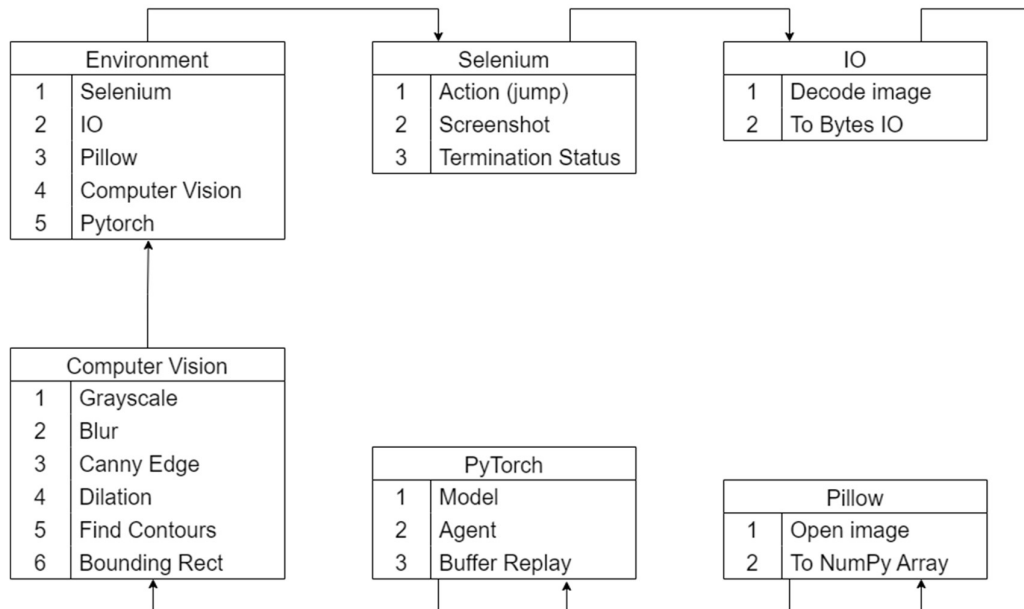 Environment
1 Selenium
2 IO
3 Pillow
4 Computer Vision
5 Pytorch
Selenium
1 Action (jump)
2 Screenshot
3 Termination Status
IO
1 Decode image
2 To Bytes IO
Computer Vision
1 Grayscale
2 Blur
3 Canny Edge
4 Dilation
5 Find Contours
6 Bounding Rect
PyTorch
1 Model
2 Agent
3 Buffer Replay
Pillow
1 Open image
2 To NumPy Array